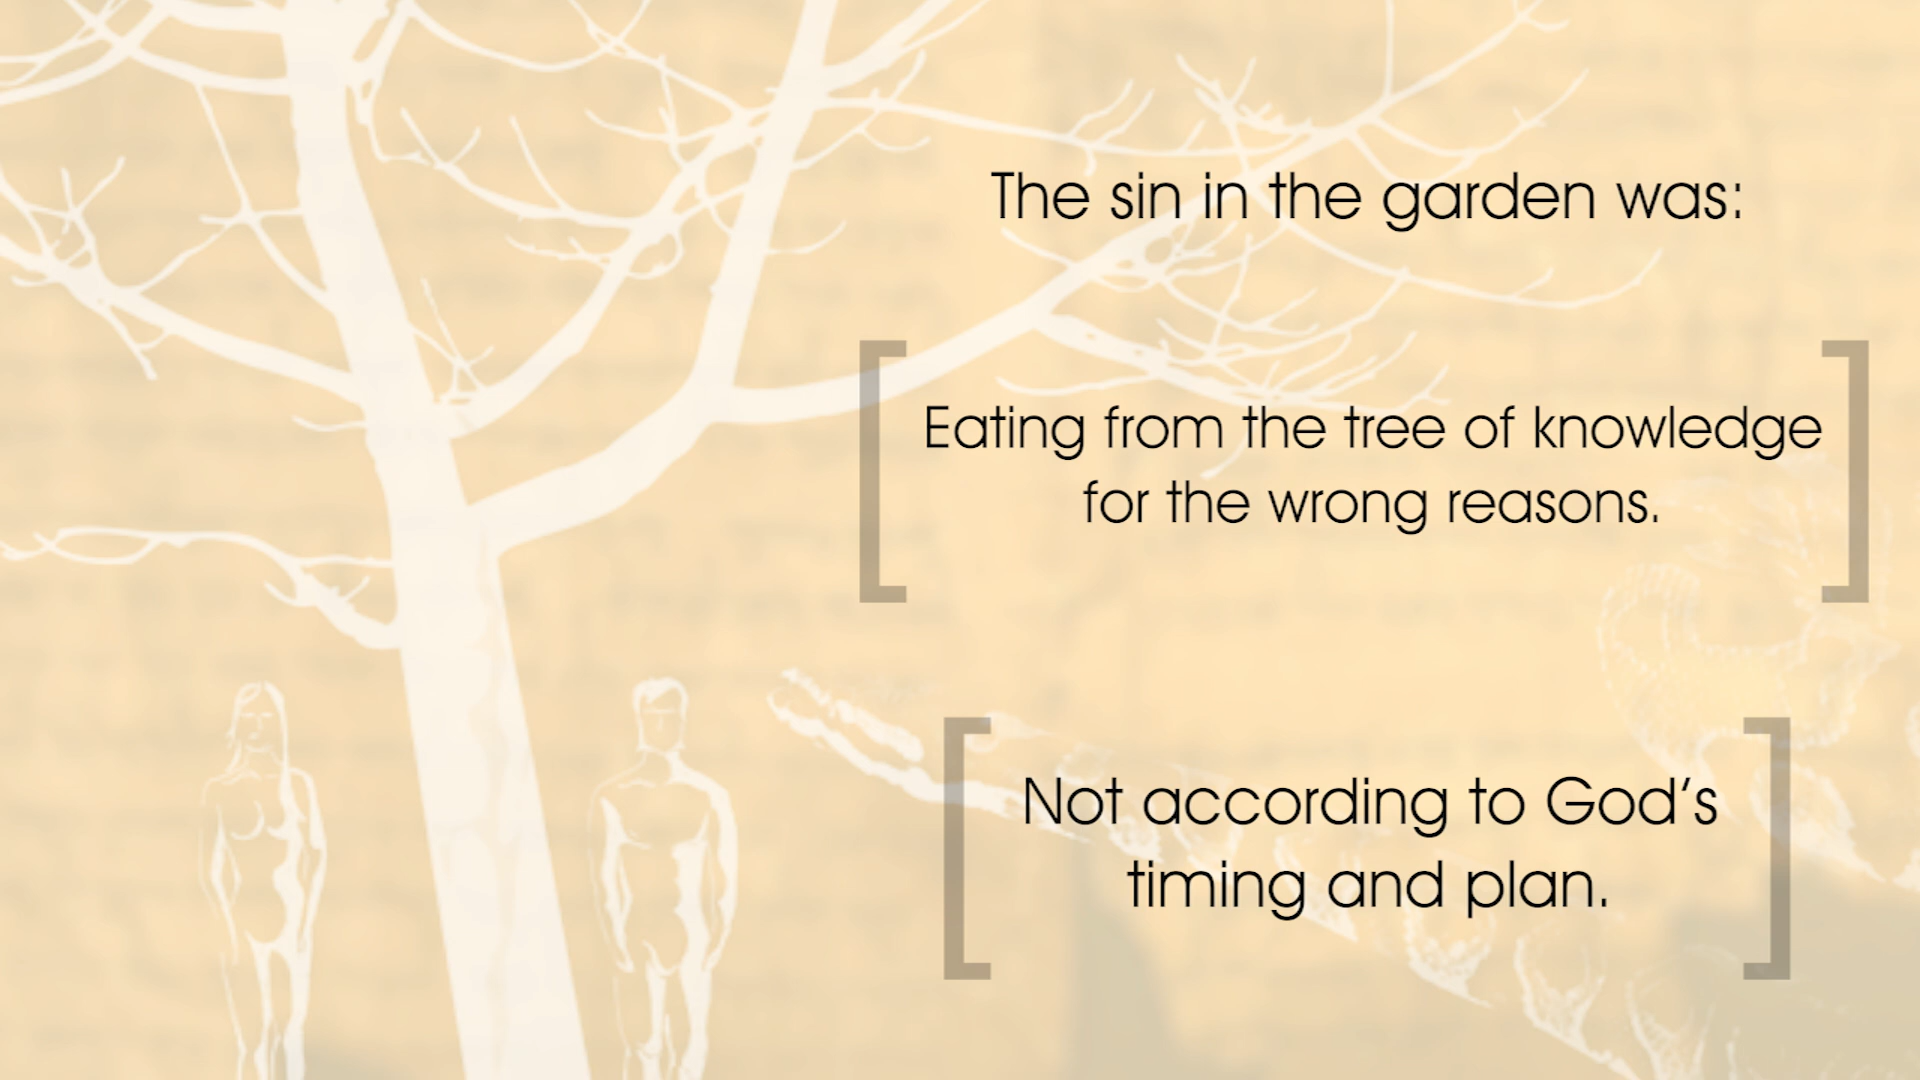 The sin in the garden was:
Eating from the tree of knowledge
for the wrong reasons.
Not according to God’s
timing and plan.